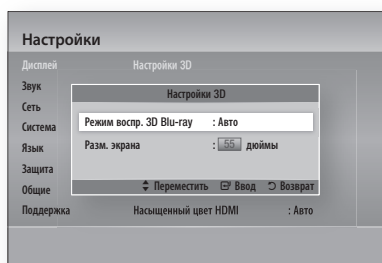 Настройки
Дисплей Настройки 3D
Звук
Настройки 3D
Сеть
Режим воспр. 3D Blu-ray : Авто
Система
Язык
Разм. экрана : 55 дюймы
Защита
Общие
Переместить Ввод Возврат
Поддержка Насыщенный цвет HDMI : Авто